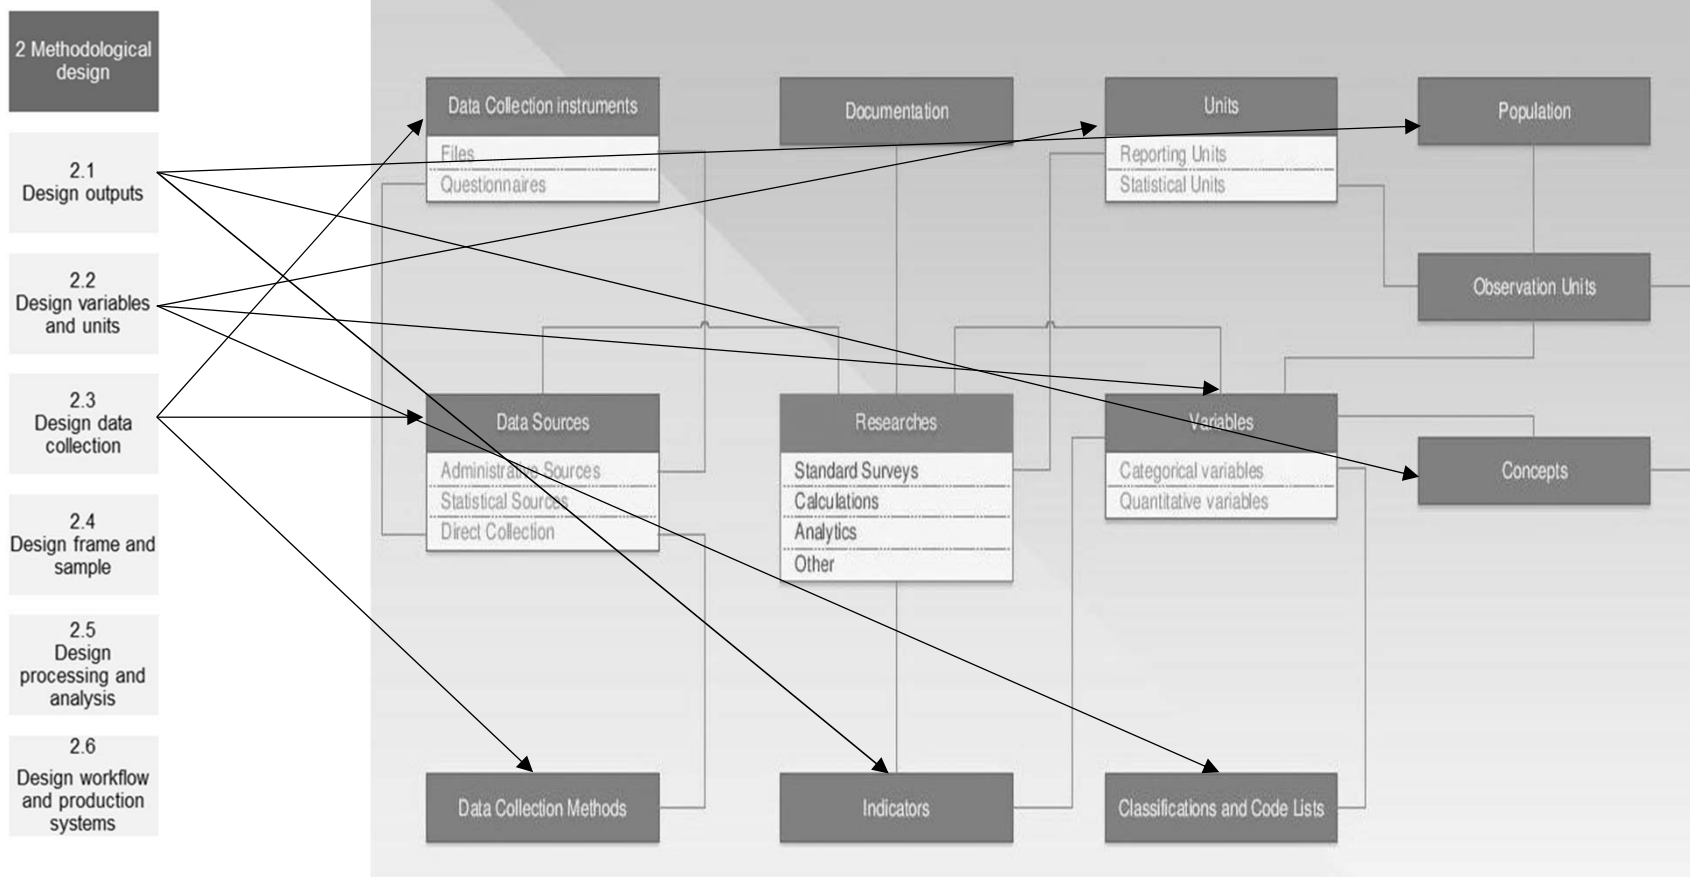 2 Methodological
design
2.1
Design outputs
2.2
Design variables
and units
2.3
Design data
collection
2.4
Design frame and
sample
2.5
Design
processing and
analysis
2.6
Design workflow
and production
systems
Data Collection instruments
Files
Questionnaires
Documentation
Units
Reporting Units
Statistical Units
Population
Observation Units
Data Sources
Administrative Sources
Statistical Sources
Direct Collection
Researches
Standard Surveys
Calculations
Analytics
Other
Variables
Categorical variables
Quantitative variables
Concepts
Data Collection Methods
Indicators
Classifications and Code Lists